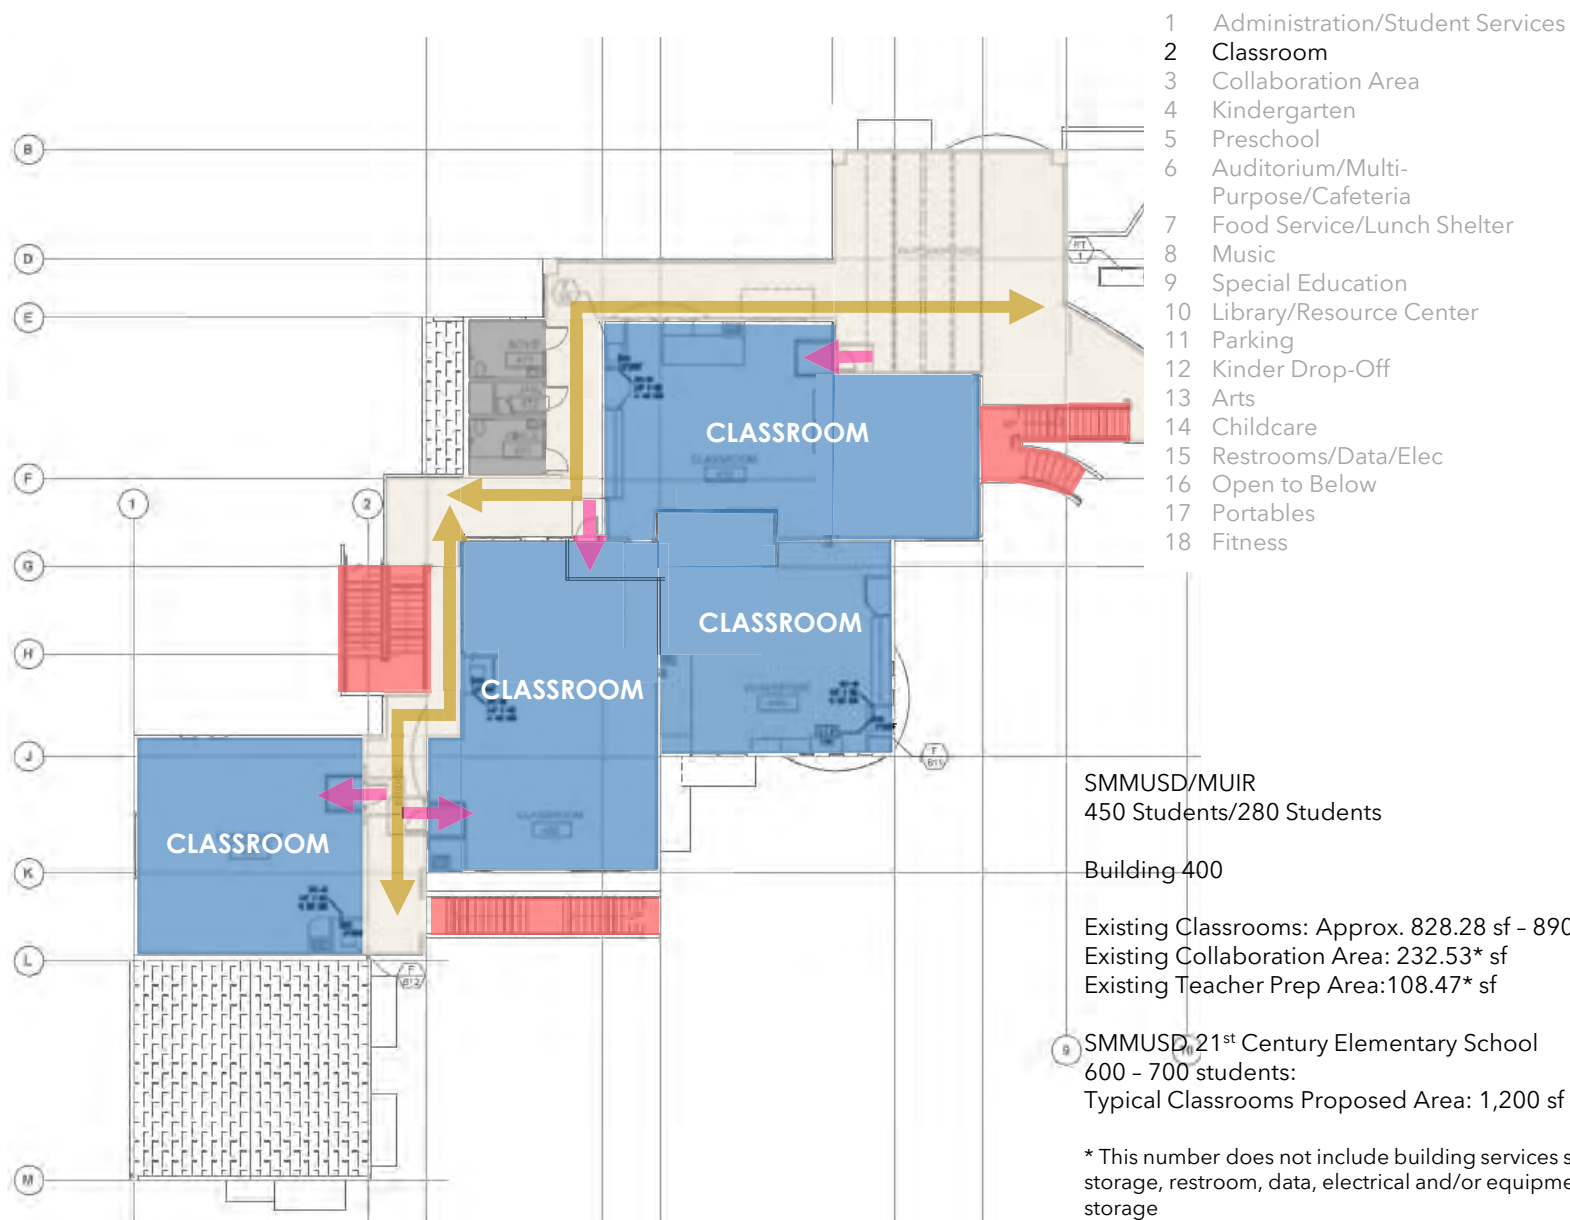 1 Administration/Student Services
2 Classroom
3 Collaboration Area
4 Kindergarten
5 Preschool
6 Auditorium/Multi-
Purpose/Cafeteria
7 Food Service/Lunch Shelter
8 Music
9 Special Education
10 Library/Resource Center
11 Parking
12 Kinder Drop-Off
13 Arts
14 Childcare
15 Restrooms/Data/Elec
16 Open to Below
17 Portables
18 Fitness
B
D
E
F
1
2
G
H
J
K
L
M
9
CLASSROOM
CLASSROOM
CLASSROOM
CLASSROOM
CLASSROOM
CLASSROOM
F
B11
F
B12
SMMUSD/MUIR
450 Students/280 Students
Building 400
Existing Classrooms: Approx. 828.28 sf – 890
Existing Collaboration Area: 232.53* sf
Existing Teacher Prep Area:108.47* sf
SMMUSD 21st Century Elementary School
600 – 700 students:
Typical Classrooms Proposed Area: 1,200 sf
* This number does not include building services
storage, restroom, data, electrical and/or equipme
storage